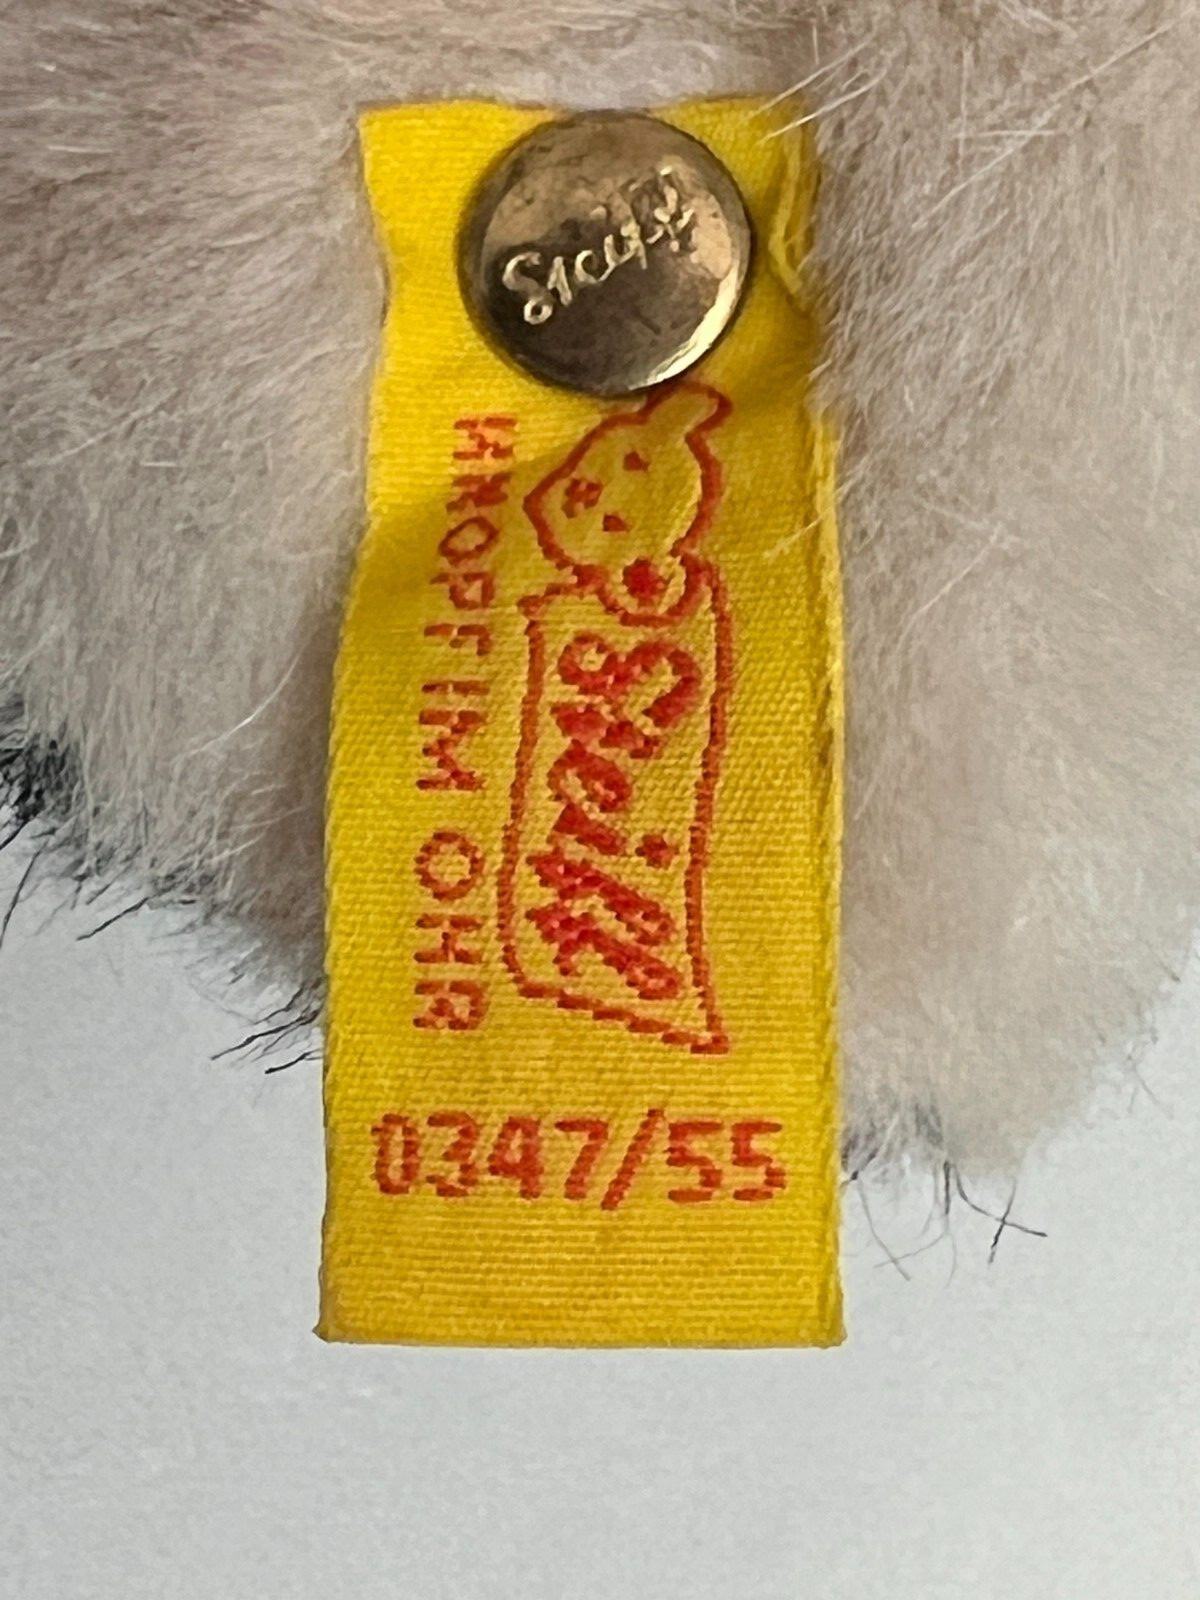 Steiff
Steiff
KNOPF IM OHR
0347/55